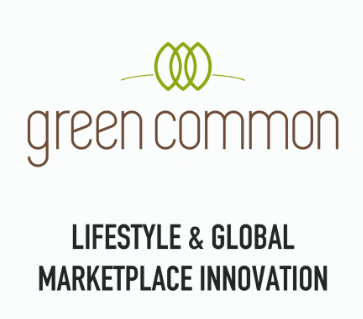 green common
LIFESTYLE & GLOBAL
MARKETPLACE INNOVATION